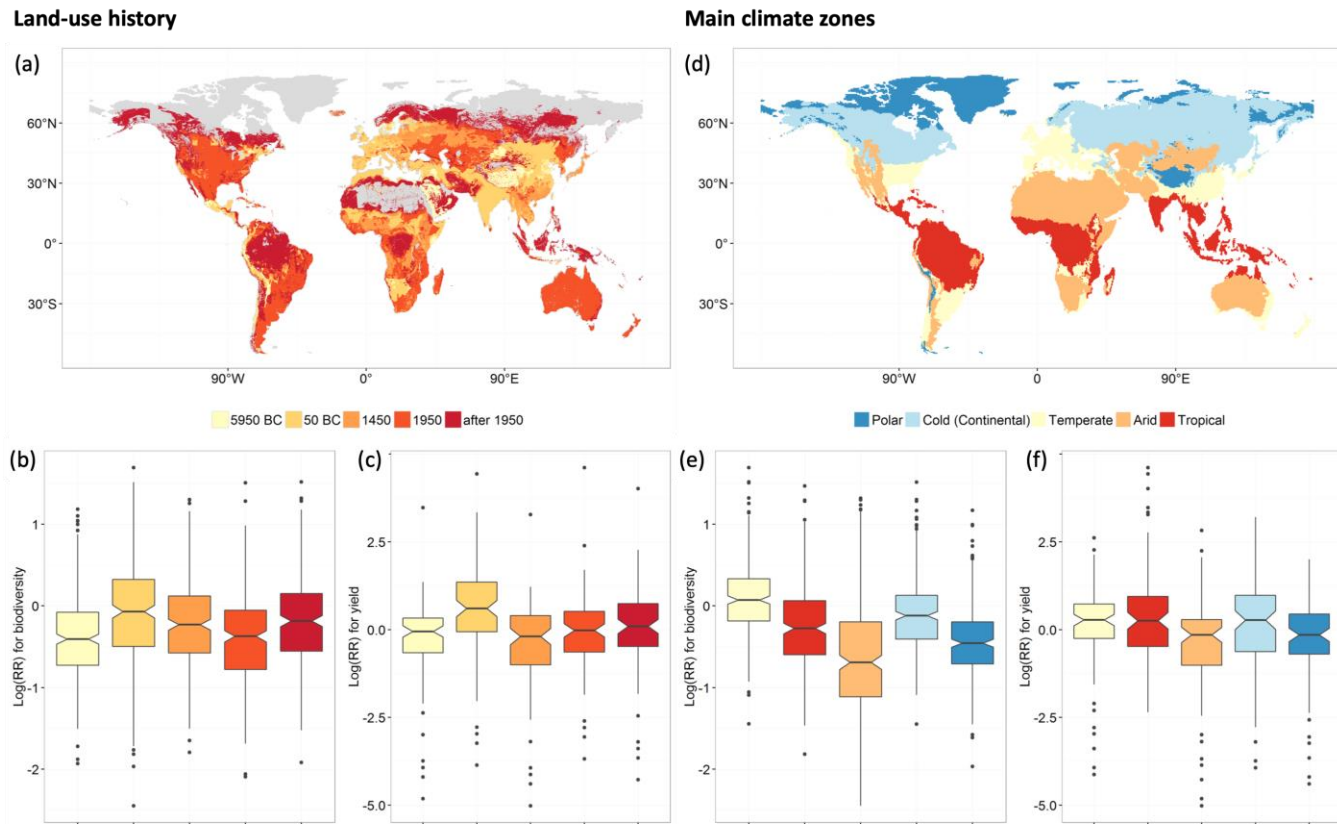 Land-use history
Main climate zones
(a)
60°N
30°N
0°
30°S
90°W 0° 90°E
5950 BC 50 BC 1450 1950 after 1950
(d)
60°N
30°N
0°
30°S
90°W 0 90°E
Polar Cold (Continental) Temperate Arid Tropical
(b)
Log(RR) for biodiversity
1
0
-1
-2
(c)
Log(RR) for yield
2.5
0.0
-2.5
-5.0
(e)
Log(RR) for biodiversity
1
0
-1
-2
(f)
Log(RR) for yield
2.5
0.0
-2.5
-5.0